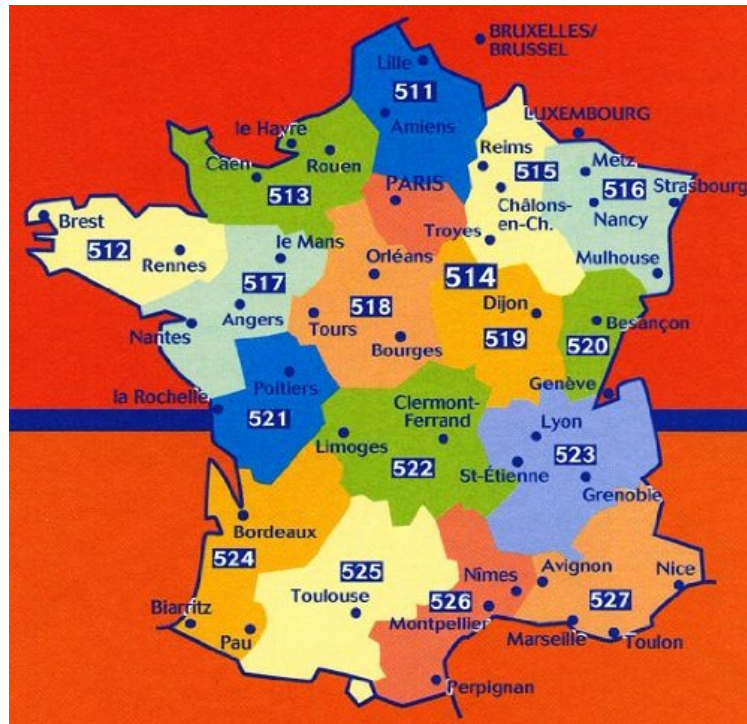 BRUXELLES/
BRUSSEL
Lille
511
Amiens
LUXEMBOURG
le Havre
Rouen
Caen
513
Reims
515
Metz
516
Strasbourg
PARIS
Châlons-
en-Ch.
Nancy
Brest
512
Rennes
le Mans
517
Troyes
Orléans
514
Mulhouse
Angers
Nantes
Tours
518
Bourges
Dijon
519
Besançon
520
Poitiers
la Rochelle
521
Genève
Clermont-
Ferrand
Limoges
522
Lyon
523
St-Étienne
Grenoble
Bordeaux
524
525
Toulouse
Nîmes
526
Montpellier
Avignon
Nice
527
Biarritz
Pau
Marseille
Toulon
Perpignan